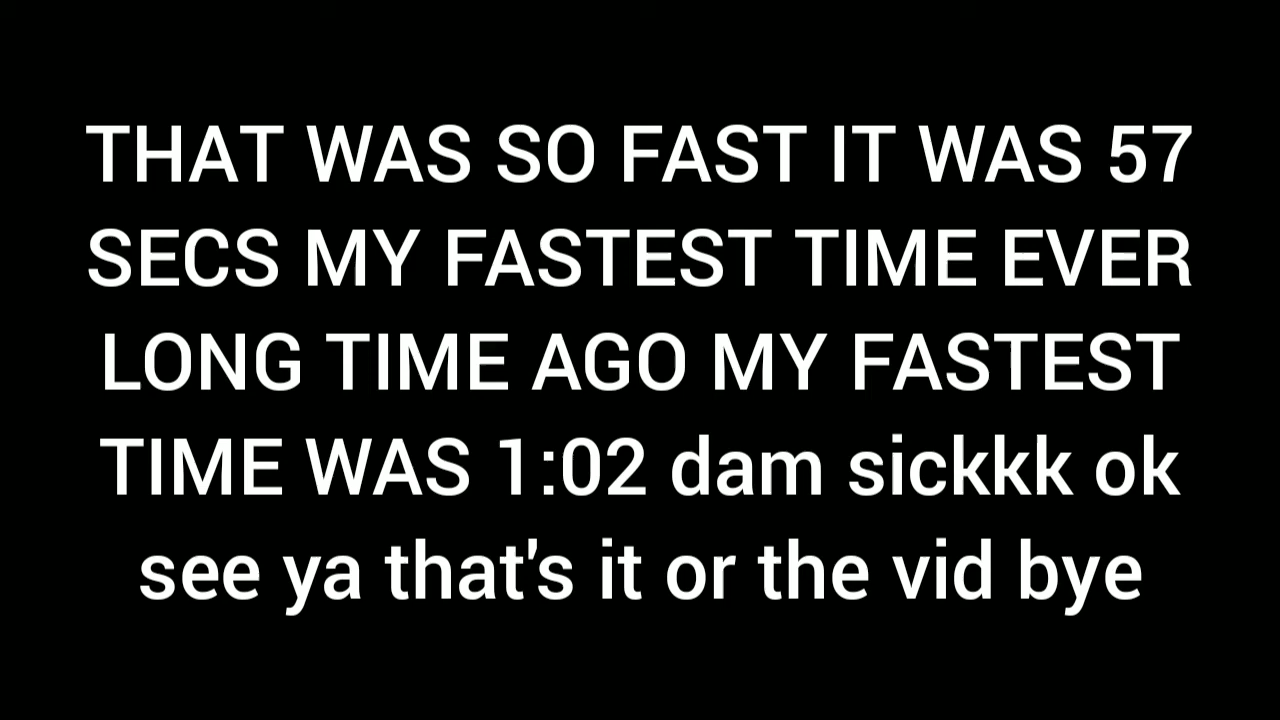 THAT WAS SO FAST IT WAS 57
SECS MY FASTEST TIME EVER
LONG TIME AGO MY FASTEST
TIME WAS 1:02 dam sickkk ok
see ya that's it or the vid bye